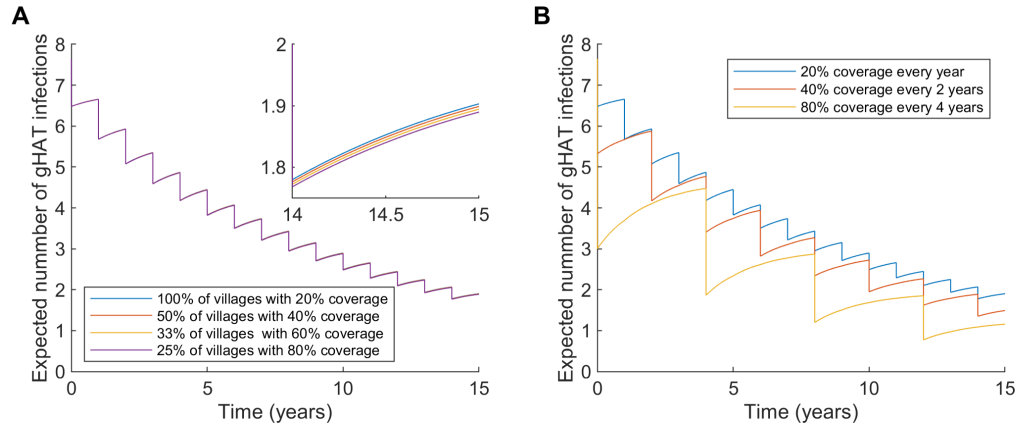 A
Expected nummber of gHAT infections
8
7
6
5
4
3
2
1
0
0
5
10
15
Time (years)
2
1.9
1.8
14
14.5
15
100% of villages with 20% coverage
50% of villages with 40% coverage
33% of villages with 60% coverage
25% of villages with 80% coverage
B
Expected nummber of gHAT infections
8
7
6
5
4
3
2
1
0
0
5
10
15
Time (years)
20% coverage every year
40% coverage every 2 years
80% coverage every 4 years